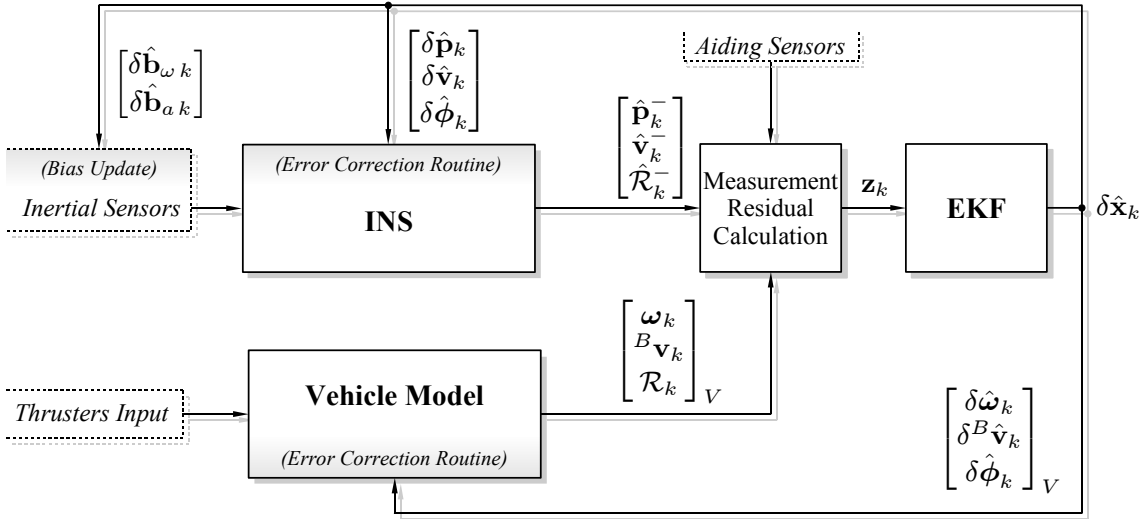 Aiding Sensors
[δb̂_{ω k}
δb̂_{a k}]
[δp̂_k
δv̂_k
δϕ̂_k]
[p̂_k^-
v̂_k^-
R̂_k^-]
(Bias Update)
Inertial Sensors
(Error Correction Routine)
INS
Measurement
Residual
Calculation
z_k
EKF
δx̂_k
[ω_k
^B v_k
R_k]_V
Thrusters Input
Vehicle Model
(Error Correction Routine)
[δω̂_k
δ^B v̂_k
δϕ̂_k]_V